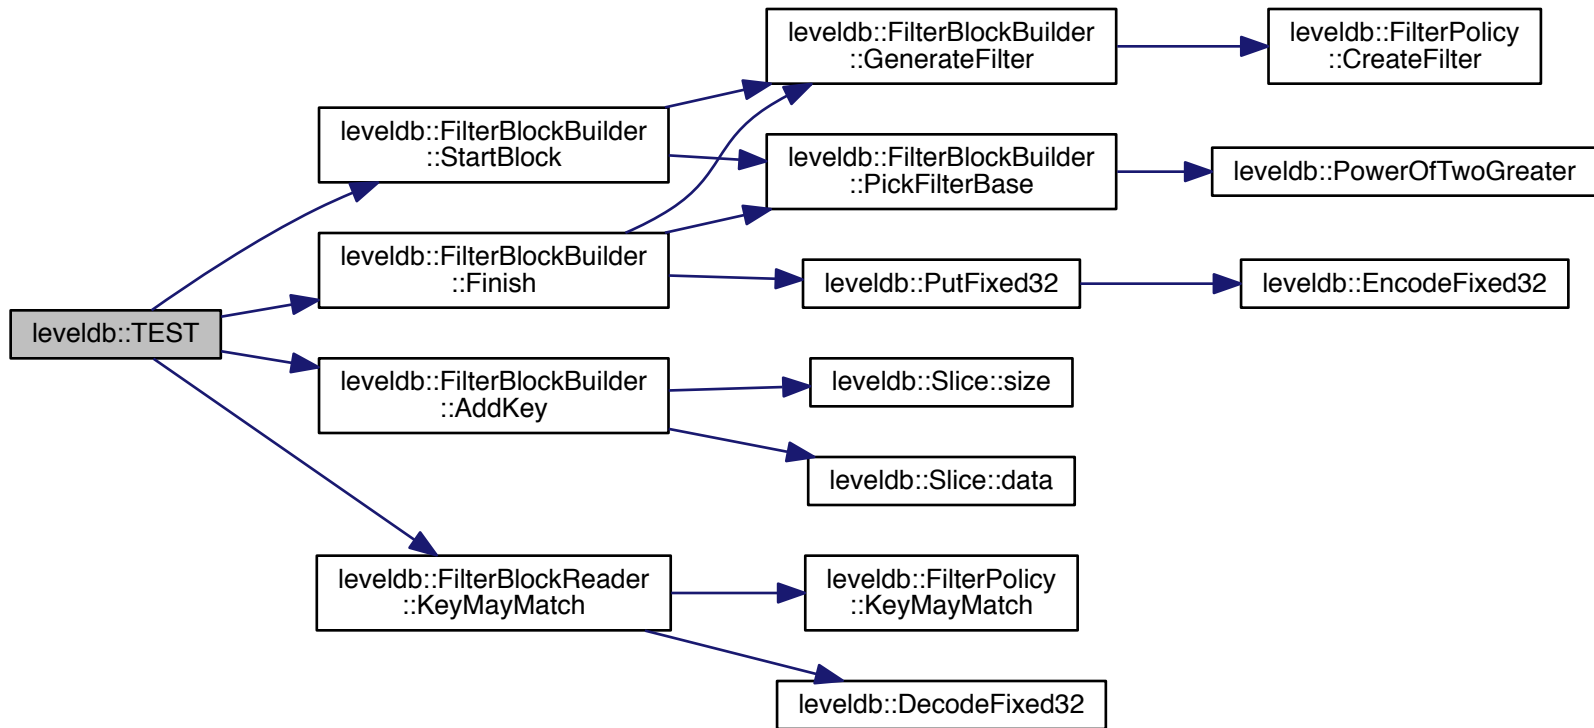 leveldb::TEST
leveldb::FilterBlockBuilder
::StartBlock
leveldb::FilterBlockBuilder
::Finish
leveldb::FilterBlockBuilder
::AddKey
leveldb::FilterBlockReader
::KeyMayMatch
leveldb::FilterBlockBuilder
::GenerateFilter
leveldb::FilterBlockBuilder
::PickFilterBase
leveldb::PutFixed32
leveldb::Slice::size
leveldb::Slice::data
leveldb::FilterPolicy
::KeyMayMatch
leveldb::DecodeFixed32
leveldb::FilterPolicy
::CreateFilter
leveldb::PowerOfTwoGreater
leveldb::EncodeFixed32